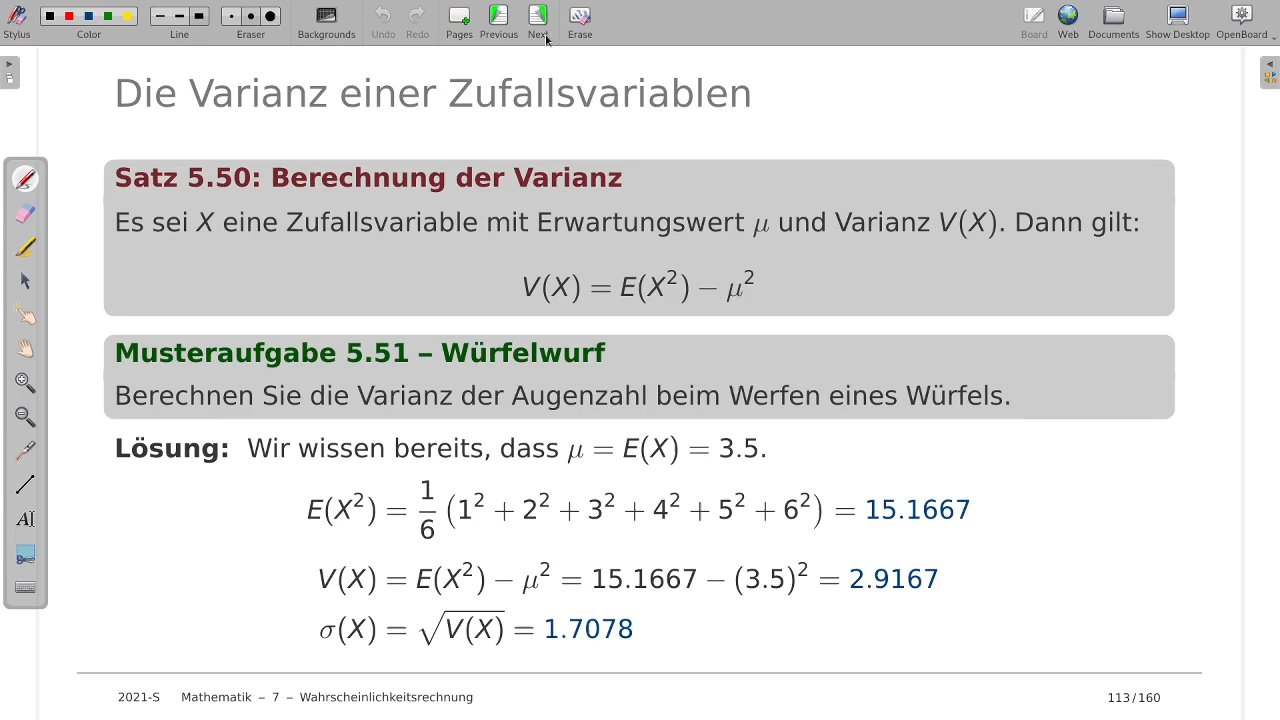 Stylus Color Line Eraser Backgrounds Undo Redo Pages Previous Next Erase Board Web Documents Show Desktop OpenBoard
Die Varianz einer Zufallsvariablen
Satz 5.50: Berechnung der Varianz
Es sei X eine Zufallsvariable mit Erwartungswert μ und Varianz V(X). Dann gilt:
V(X) = E(X²) − μ²
Musteraufgabe 5.51 – Würfelwurf
Berechnen Sie die Varianz der Augenzahl beim Werfen eines Würfels.
Lösung: Wir wissen bereits, dass μ = E(X) = 3.5.
E(X²) = 1/6 (1² + 2² + 3² + 4² + 5² + 6²) = 15.1667
V(X) = E(X²) − μ² = 15.1667 − (3.5)² = 2.9167
σ(X) = √V(X) = 1.7078
2021-S Mathematik – 7 – Wahrscheinlichkeitsrechnung 113/160